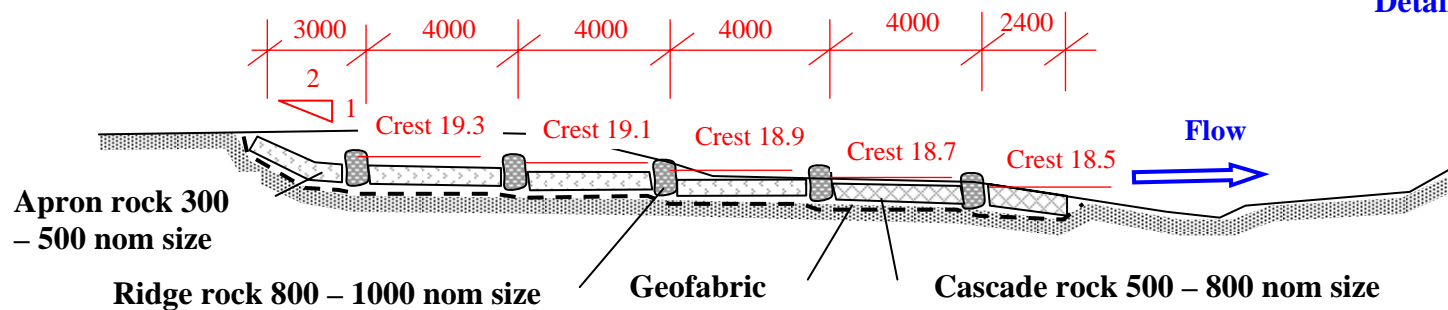 Detail
3000 4000 4000 4000 4000 2400
2
1
Crest 19.3 Crest 19.1 Crest 18.9 Crest 18.7 Crest 18.5
Flow
Apron rock 300
– 500 nom size
Ridge rock 800 – 1000 nom size
Geofabric
Cascade rock 500 – 800 nom size